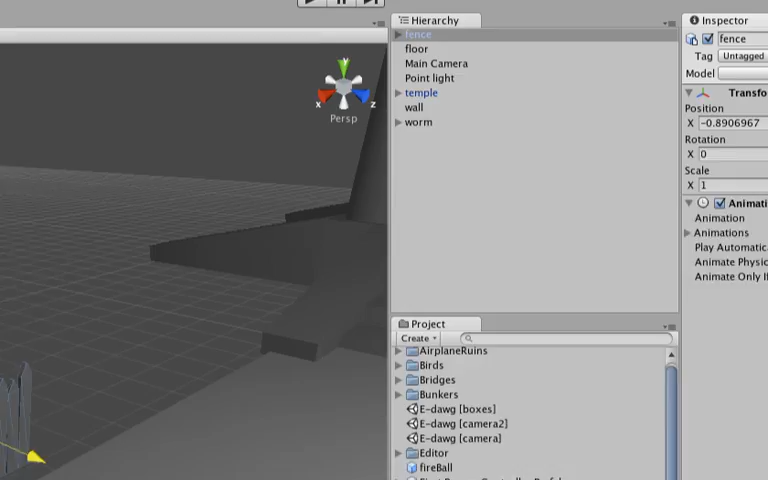 Hierarchy
fence
floor
Main Camera
Point light
temple
wall
worm
y
x
z
Persp
Project
Create
AirplaneRuins
Birds
Bridges
Bunkers
E-dawg [boxes]
E-dawg [camera2]
E-dawg [camera]
Editor
fireBall
Inspector
fence
Tag Untagged
Model
Transfo
Position
X -0.8906967
Rotation
X 0
Scale
X 1
Animati
Animation
Animations
Play Automatic
Animate Physic
Animate Only If